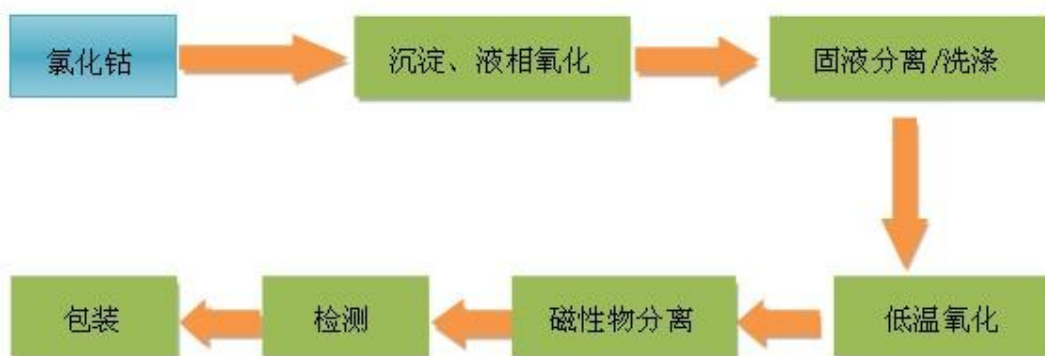 氯化钴
沉淀、液相氧化
固液分离/洗涤
低温氧化
磁性物分离
检测
包装